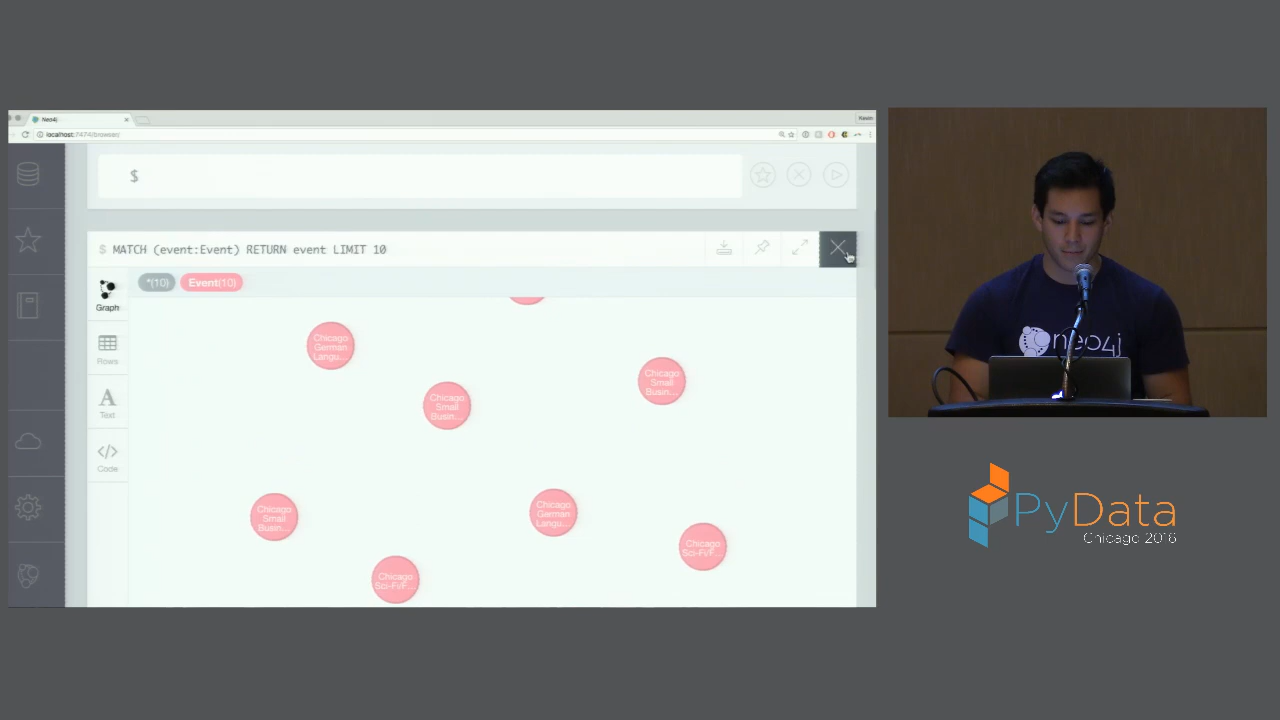 Neo4j
Kevin
localhost:7474/browser/
$
$ MATCH (event:Event) RETURN event LIMIT 10
*(10)
Event(10)
Graph
Rows
Text
Code
Chicago
German
Langu...
Chicago
Small
Busin...
Chicago
Small
Busin...
Chicago
Small
Busin...
Chicago
German
Langu...
Chicago
Sci-Fi/F...
Chicago
Sci-Fi/F...
neo4j
PyData
Chicago 2016